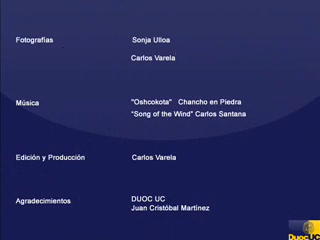 Fotografías Sonja Ulloa
Carlos Varela
Música "Oshcokota" Chancho en Piedra
"Song of the Wind" Carlos Santana
Edición y Producción Carlos Varela
Agradecimientos DUOC UC
Juan Cristóbal Martínez
Duoc UC